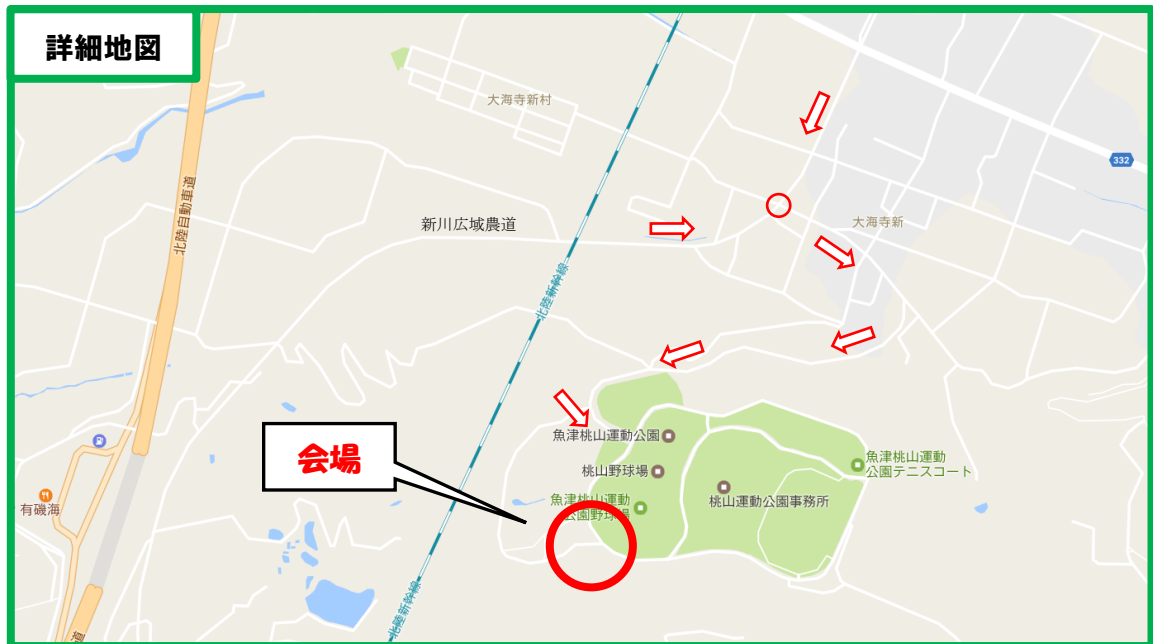 詳細地図
大海寺新村
332
北陸自動車道
新川広域農道
大海寺新
北陸新幹線
会場
魚津桃山運動公園
桃山野球場
魚津桃山運動
公園野球場
桃山運動公園事務所
魚津桃山運動
公園テニスコート
有磯海
北陸新幹線
道